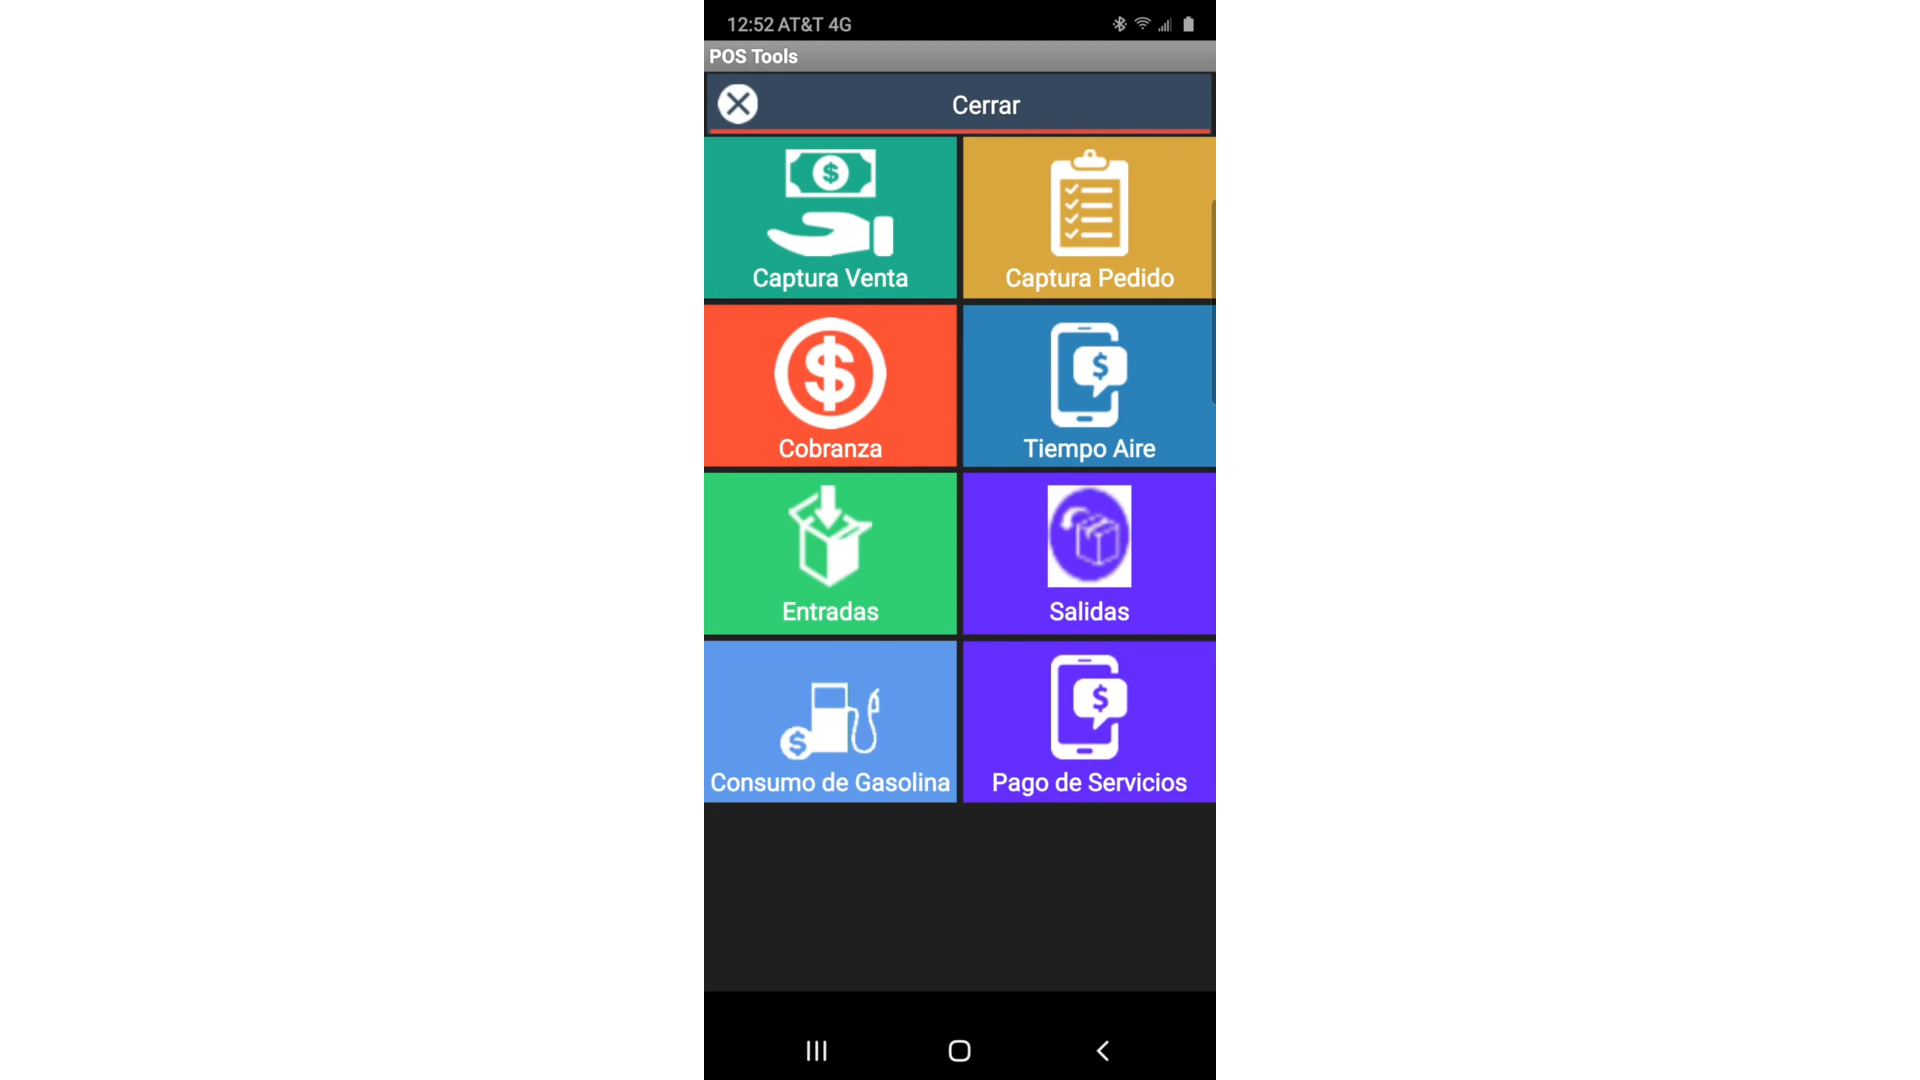 12:52 AT&T 4G
POS Tools
Cerrar
Captura Venta
Captura Pedido
Cobranza
Tiempo Aire
Entradas
Salidas
Consumo de Gasolina
Pago de Servicios